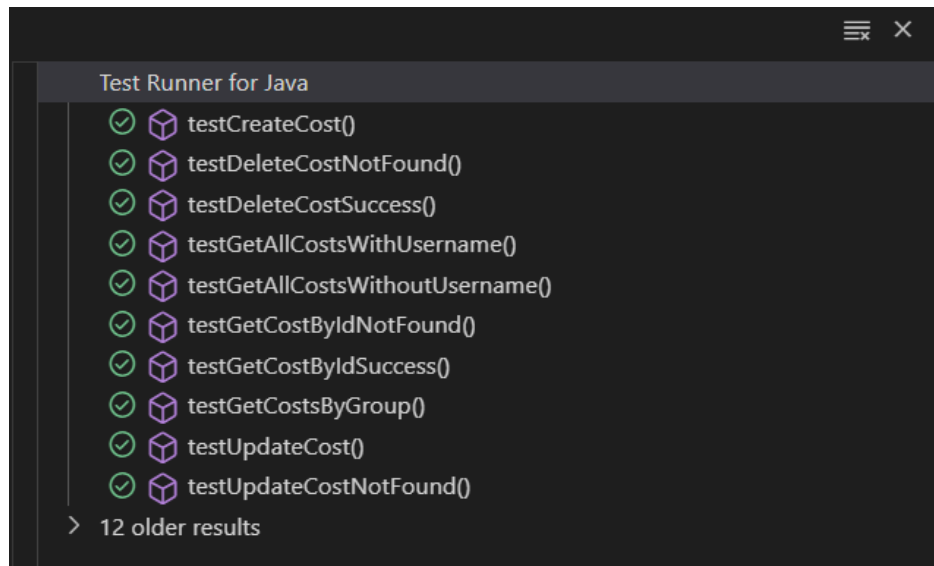 Test Runner for Java
testCreateCost()
testDeleteCostNotFound()
testDeleteCostSuccess()
testGetAllCostsWithUsername()
testGetAllCostsWithoutUsername()
testGetCostByIdNotFound()
testGetCostByIdSuccess()
testGetCostsByGroup()
testUpdateCost()
testUpdateCostNotFound()
12 older results